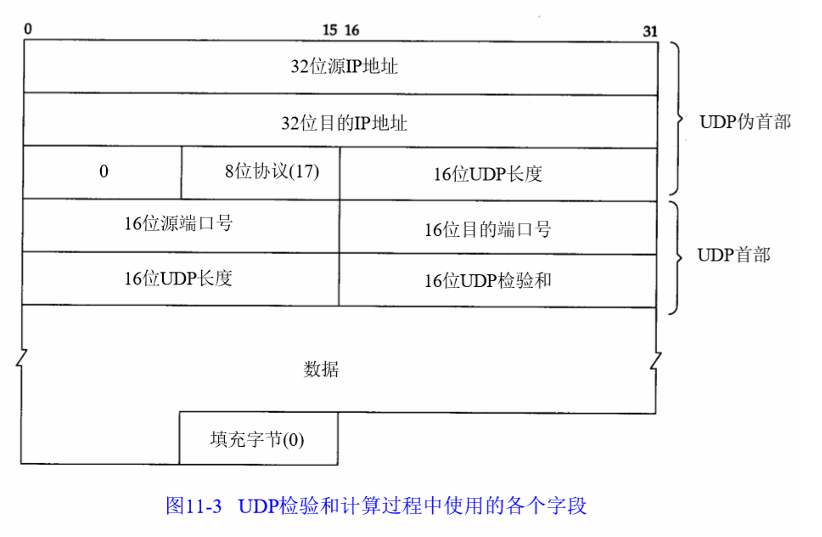 0 15 16 31
32位源IP地址
32位目的IP地址
UDP伪首部
0 8位协议(17) 16位UDP长度
16位源端口号 16位目的端口号
UDP首部
16位UDP长度 16位UDP检验和
数据
填充字节(0)
图11-3 UDP检验和计算过程中使用的各个字段